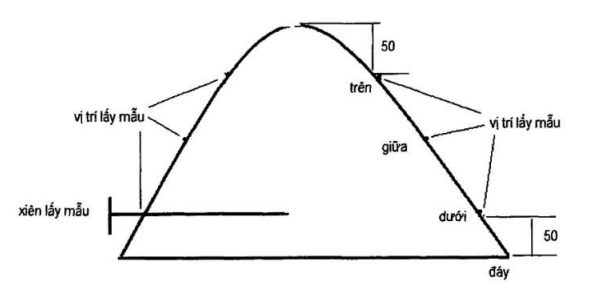 50
trên
vị trí lấy mẫu
vị trí lấy mẫu
giữa
xiên lấy mẫu
dưới
50
đáy